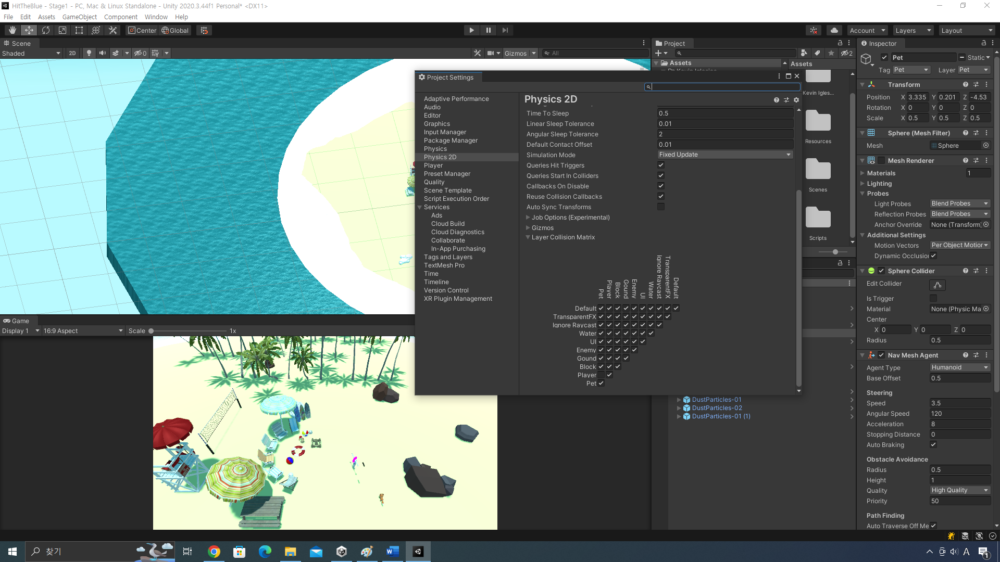 HitTheBlue - Stage1 - PC, Mac & Linux Standalone - Unity 2020.3.44f1 Personal* <DX11>
File Edit Assets GameObject Component Window Help
Center Global Account Layers Layout
Scene
Shaded 2D 0 Gizmos All
Project
2
Assets
Assets
Kevin Igles...
Resources
Scenes
Scripts
Project Settings
Adaptive Performance
Audio
Editor
Graphics
Input Manager
Package Manager
Physics
Physics 2D
Player
Preset Manager
Quality
Scene Template
Script Execution Order
Services
Ads
Cloud Build
Cloud Diagnostics
Collaborate
In-App Purchasing
Tags and Layers
TextMesh Pro
Time
Timeline
Version Control
XR Plugin Management
Physics 2D
Time To Sleep 0.5
Linear Sleep Tolerance 0.01
Angular Sleep Tolerance 2
Default Contact Offset 0.01
Simulation Mode Fixed Update
Queries Hit Triggers
Queries Start In Colliders
Callbacks On Disable
Reuse Collision Callbacks
Auto Sync Transforms
Job Options (Experimental)
Gizmos
Layer Collision Matrix
Pet Player Block Gound Enemy UI Water Ignore Raycast TransparentFX Default
Default
TransparentFX
Ignore Raycast
Water
UI
Enemy
Gound
Block
Player
Pet
DustParticles-01
DustParticles-02
DustParticles-01 (1)
Game
Display 1 16:9 Aspect Scale 1x
Inspector
Pet Static
Tag Pet Layer Pet
Transform
Position X 3.335 Y 0.201 Z -4.53
Rotation X 0 Y 0 Z 0
Scale X 0.5 Y 0.5 Z 0.5
Sphere (Mesh Filter)
Mesh Sphere
Mesh Renderer
Materials 1
Lighting
Probes
Light Probes Blend Probes
Reflection Probes Blend Probes
Anchor Override None (Transform)
Additional Settings
Motion Vectors Per Object Motion
Dynamic Occlusion
Sphere Collider
Edit Collider
Is Trigger
Material None (Physic Ma
Center
X 0 Y 0 Z 0
Radius 0.5
Nav Mesh Agent
Agent Type Humanoid
Base Offset 0.5
Steering
Speed 3.5
Angular Speed 120
Acceleration 8
Stopping Distance 0
Auto Braking
Obstacle Avoidance
Radius 0.5
Height 1
Quality High Quality
Priority 50
Path Finding
Auto Traverse Off Me
찾기
A
1